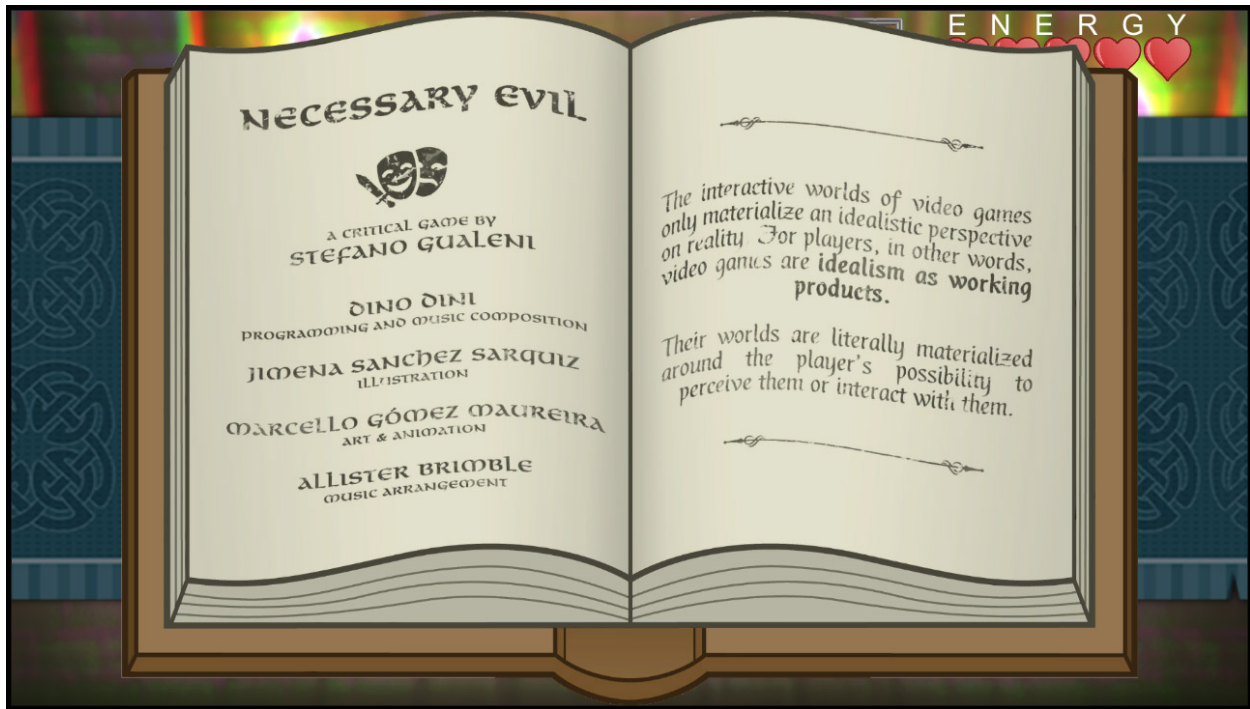 ENERGY
NECESSARY EVIL
A CRITICAL GAME BY
STEFANO GUALENI
DINO DINI
PROGRAMMING AND MUSIC COMPOSITION
JIMENA SANCHEZ SARQUIZ
ILLUSTRATION
MARCELLO GÓMEZ MAUREIRA
ART & ANIMATION
ALLISTER BRIMBLE
MUSIC ARRANGEMENT
The interactive worlds of video games
only materialize an idealistic perspective
on reality. For players, in other words,
video games are idealism as working
products.
Their worlds are literally materialized
around the player's possibility to
perceive them or interact with them.